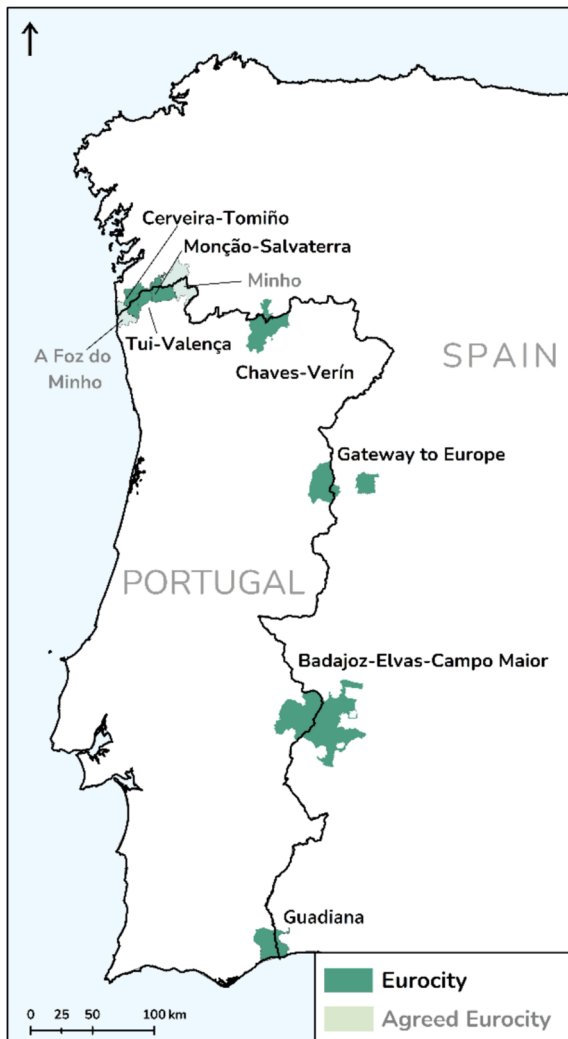 Cerveira-Tomiño
Monção-Salvaterra
Minho
A Foz do
Minho
Tui-Valença
Chaves-Verín
SPAIN
Gateway to Europe
PORTUGAL
Badajoz-Elvas-Campo Maior
Guadiana
0 25 50 100 km
Eurocity
Agreed Eurocity